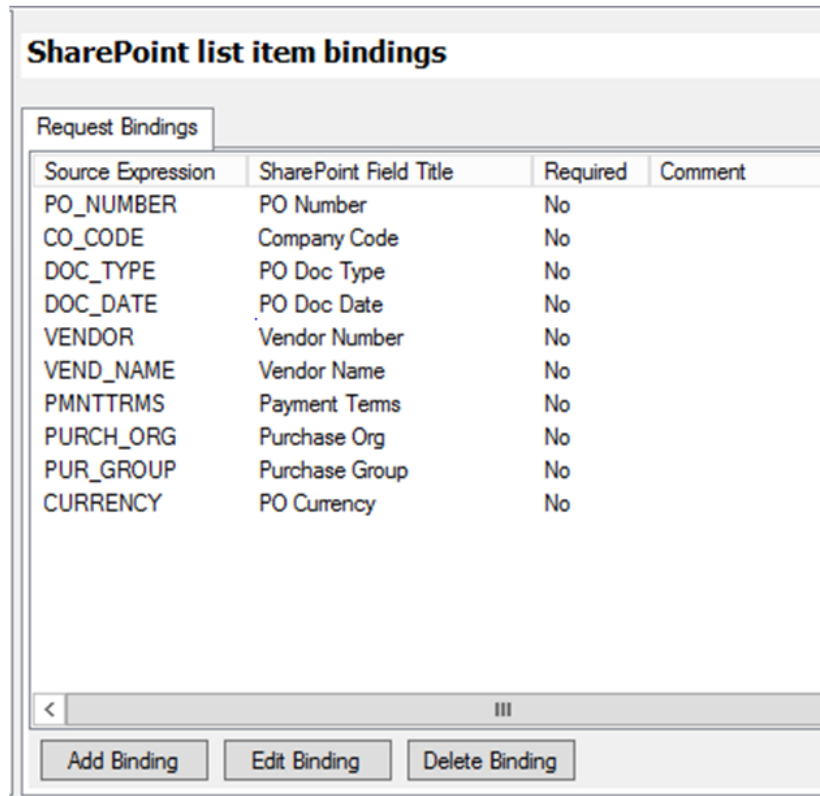 SharePoint list item bindings
Request Bindings
Source Expression SharePoint Field Title Required Comment
PO_NUMBER PO Number No
CO_CODE Company Code No
DOC_TYPE PO Doc Type No
DOC_DATE PO Doc Date No
VENDOR Vendor Number No
VEND_NAME Vendor Name No
PMNTTRMS Payment Terms No
PURCH_ORG Purchase Org No
PUR_GROUP Purchase Group No
CURRENCY PO Currency No
Add Binding Edit Binding Delete Binding